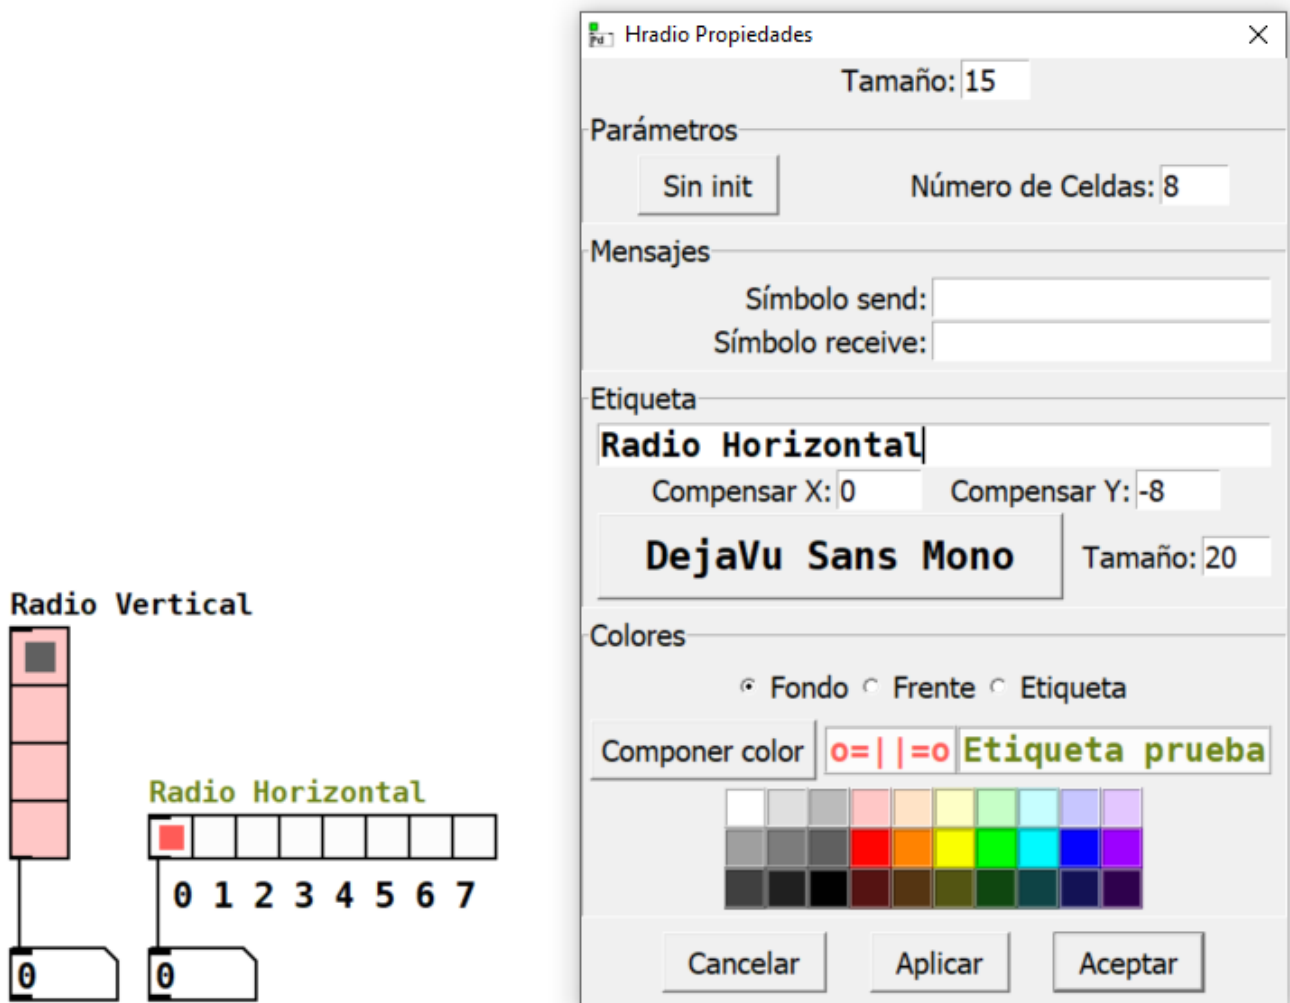 Hradio Propiedades
Tamaño: 15
Parámetros
Sin init Número de Celdas: 8
Mensajes
Símbolo send:
Símbolo receive:
Etiqueta
Radio Horizontal
Compensar X: 0 Compensar Y: -8
DejaVu Sans Mono Tamaño: 20
Colores
Fondo Frente Etiqueta
Componer color o=||=o Etiqueta prueba
Cancelar Aplicar Aceptar
Radio Vertical
Radio Horizontal
0 1 2 3 4 5 6 7
0 0